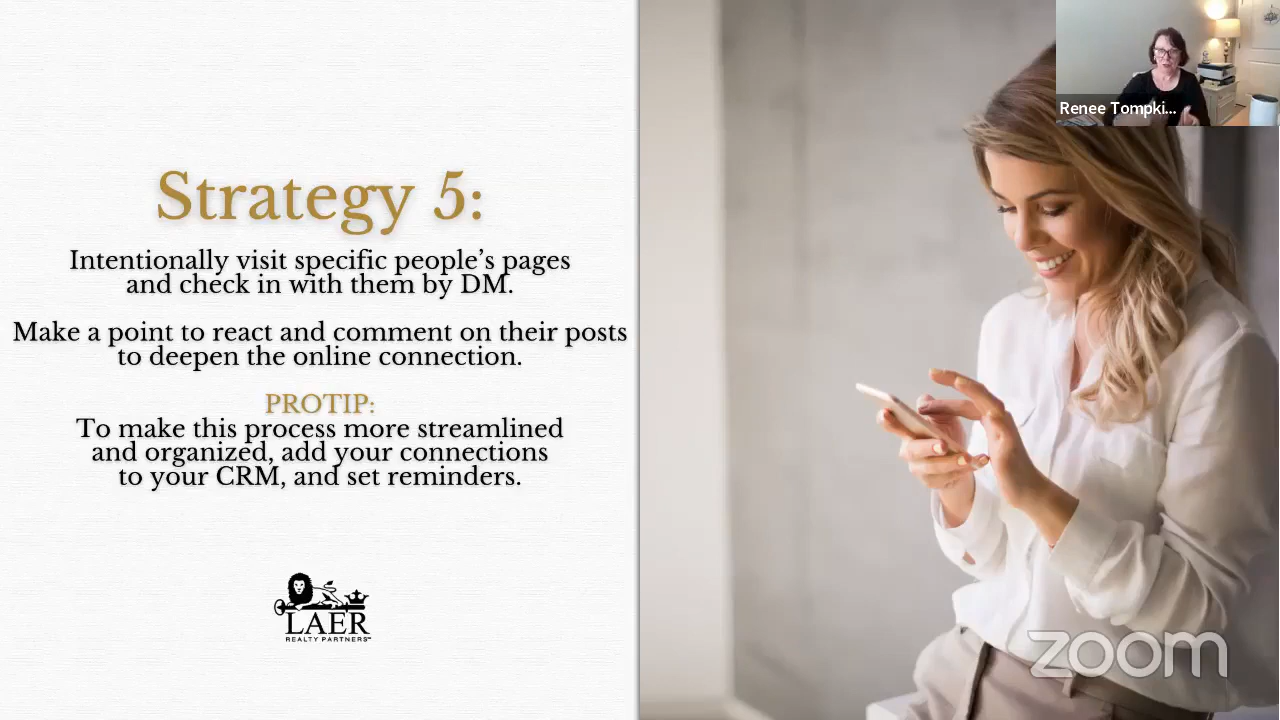 Strategy 5:
Intentionally visit specific people’s pages
and check in with them by DM.
Make a point to react and comment on their posts
to deepen the online connection.
PROTIP:
To make this process more streamlined
and organized, add your connections
to your CRM, and set reminders.
LAER
REALTY PARTNERS™
Renee Tompki...
zoom